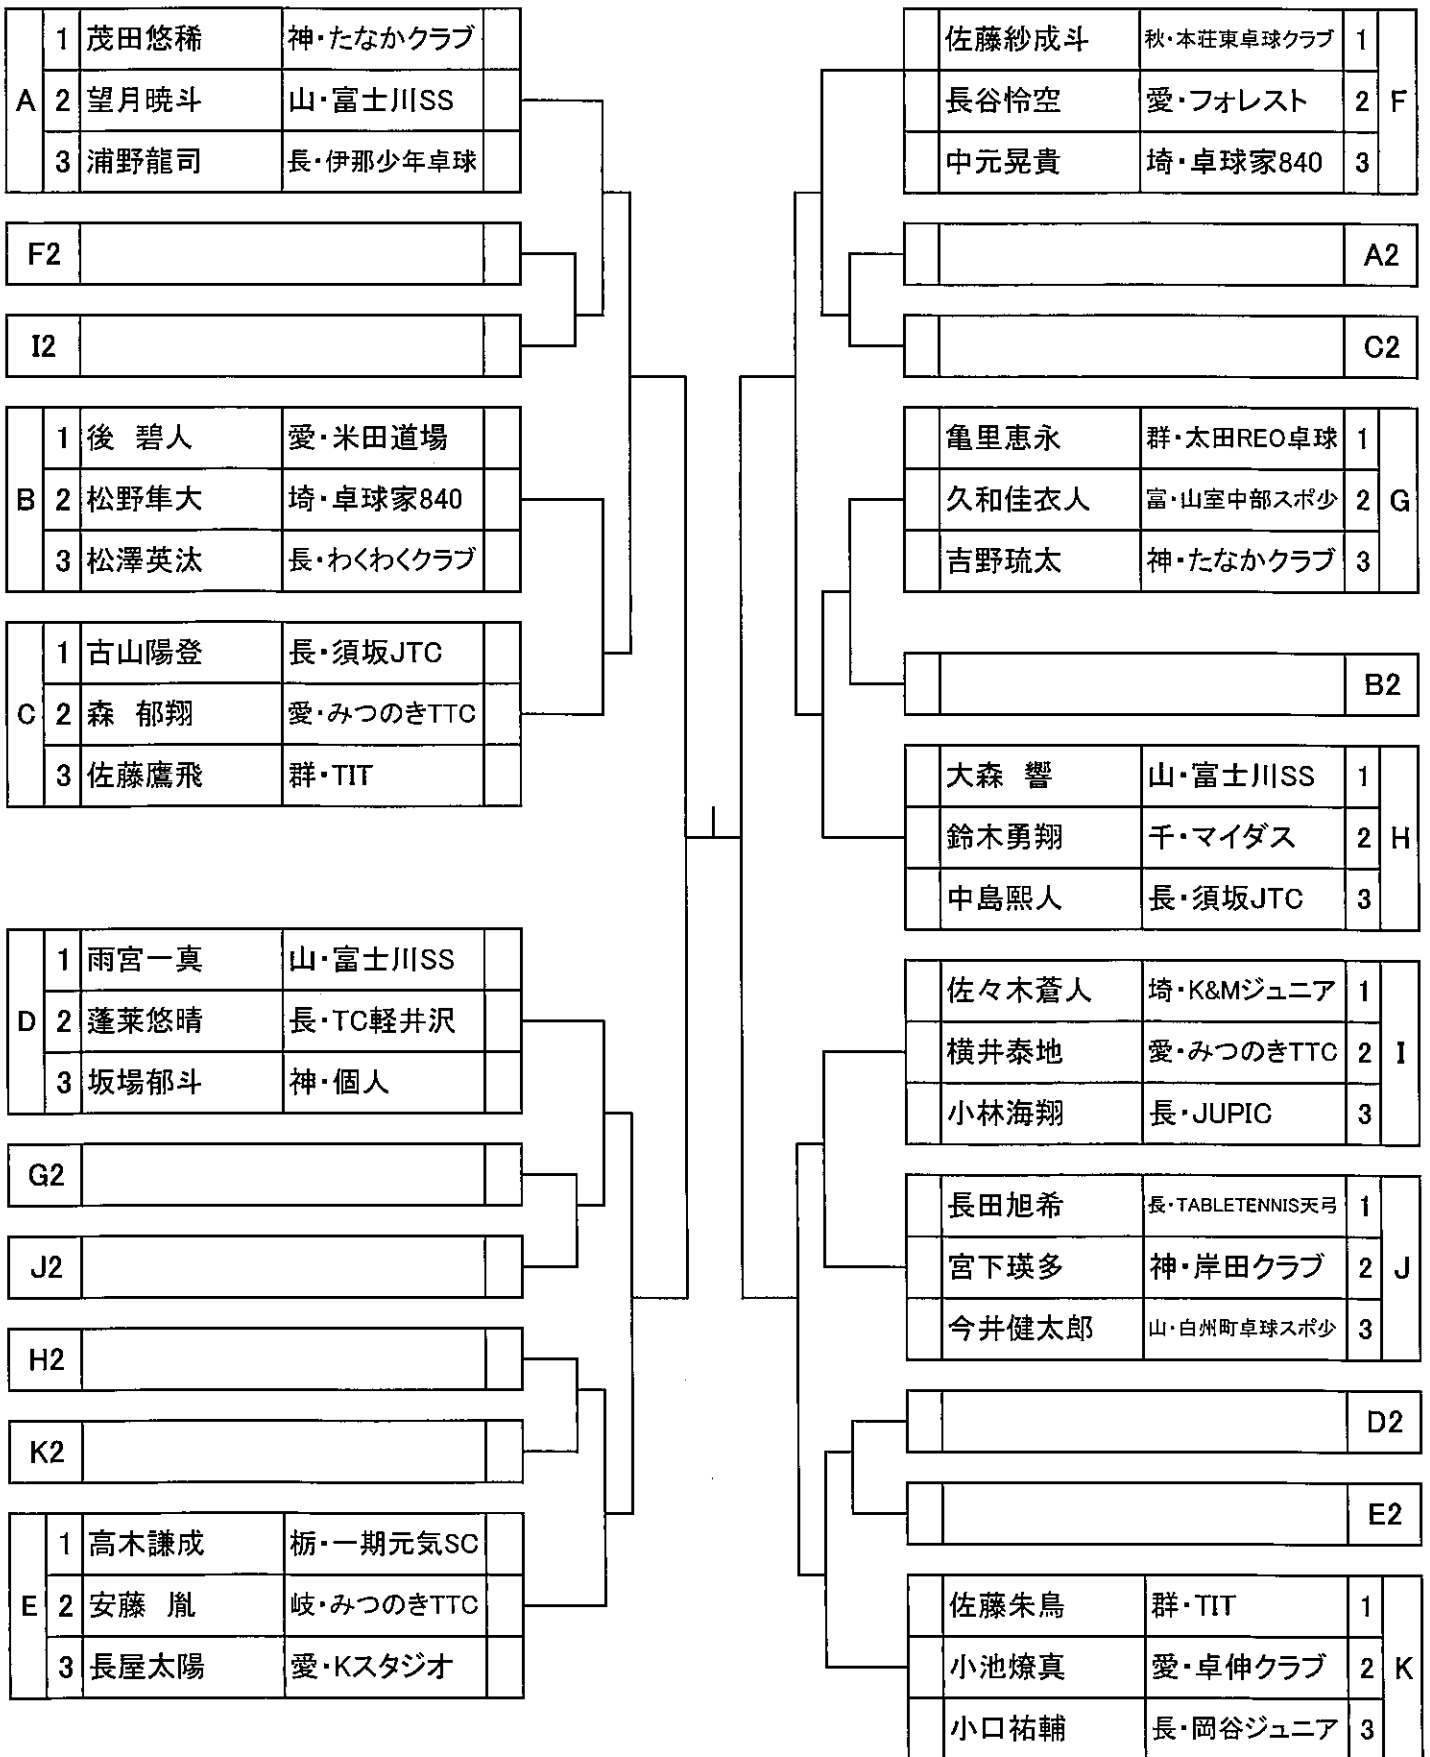 A
1 茂田悠稀 神・たなかクラブ
2 望月暁斗 山・富士川SS
3 浦野龍司 長・伊那少年卓球
F2
I2
B
1 後 碧人 愛・米田道場
2 松野隼大 埼・卓球家840
3 松澤英汰 長・わくわくクラブ
C
1 古山陽登 長・須坂JTC
2 森 郁翔 愛・みつのきTTC
3 佐藤鷹飛 群・TIT
D
1 雨宮一真 山・富士川SS
2 蓬莱悠晴 長・TC軽井沢
3 坂場郁斗 神・個人
G2
J2
H2
K2
E
1 高木謙成 栃・一期元気SC
2 安藤 胤 岐・みつのきTTC
3 長屋太陽 愛・Kスタジオ
佐藤紗成斗 秋・本荘東卓球クラブ 1
長谷怜空 愛・フォレスト 2
中元晃貴 埼・卓球家840 3
F
A2
C2
亀里恵永 群・太田REO卓球 1
久和佳衣人 富・山室中部スポ少 2
吉野琉太 神・たなかクラブ 3
G
B2
大森 響 山・富士川SS 1
鈴木勇翔 千・マイダス 2
中島熙人 長・須坂JTC 3
H
佐々木蒼人 埼・K&Mジュニア 1
横井泰地 愛・みつのきTTC 2
小林海翔 長・JUPIC 3
I
長田旭希 長・TABLETENNIS天弓 1
宮下瑛多 神・岸田クラブ 2
今井健太郎 山・白州町卓球スポ少 3
J
D2
E2
佐藤朱鳥 群・TIT 1
小池燎真 愛・卓伸クラブ 2
小口祐輔 長・岡谷ジュニア 3
K